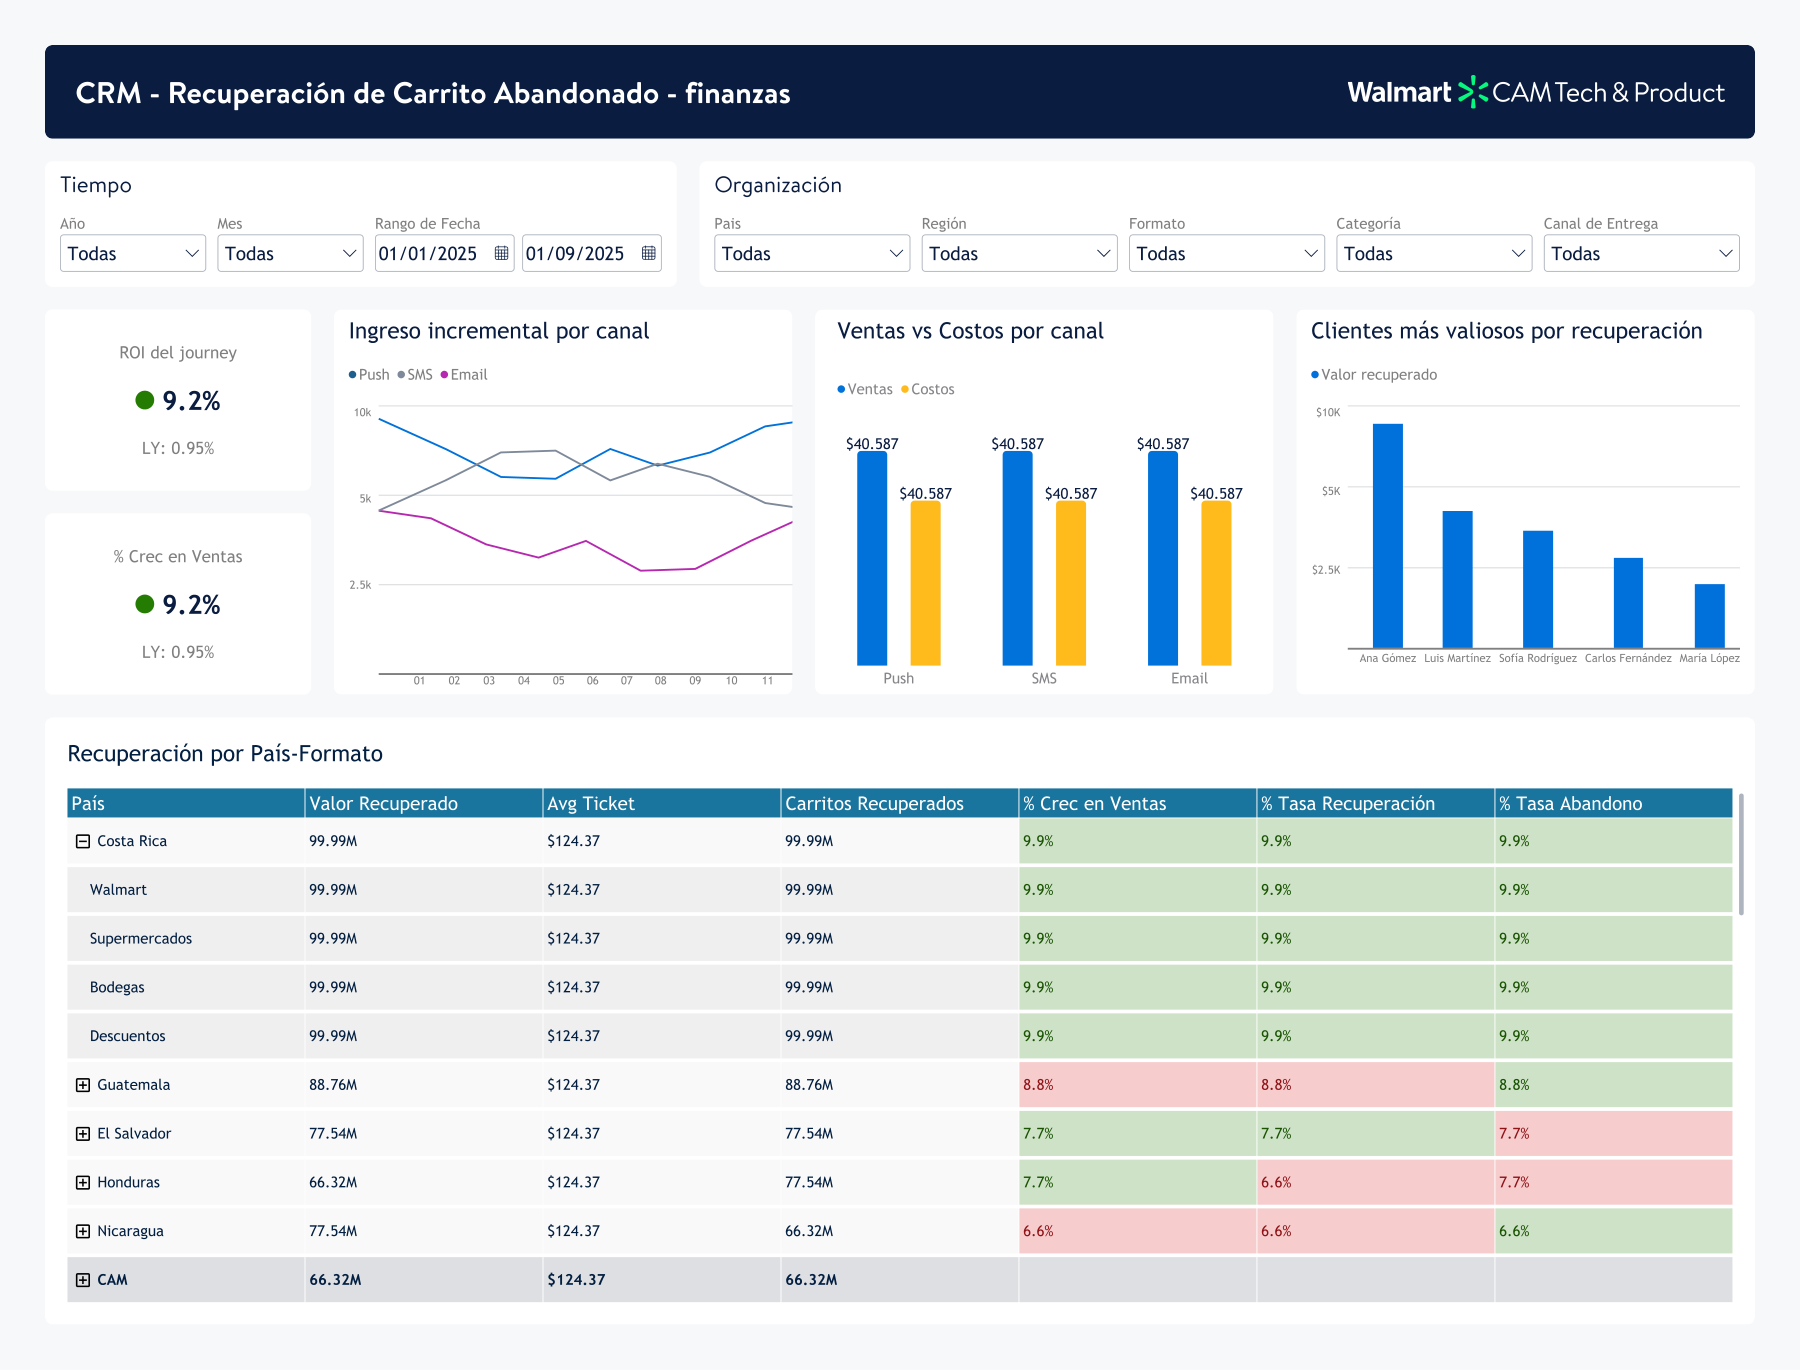 CRM - Recuperación de Carrito Abandonado - finanzas
Walmart CAM Tech & Product
Tiempo
Año Mes Rango de Fecha
Todas Todas 01/01/2025 01/09/2025
Organización
Pais Región Formato Categoría Canal de Entrega
Todas Todas Todas Todas Todas
ROI del journey
9.2%
LY: 0.95%
% Crec en Ventas
9.2%
LY: 0.95%
Ingreso incremental por canal
Push SMS Email
10k
5k
2.5k
01 02 03 04 05 06 07 08 09 10 11
Ventas vs Costos por canal
Ventas Costos
$40.587 $40.587 $40.587
$40.587 $40.587 $40.587
Push SMS Email
Clientes más valiosos por recuperación
Valor recuperado
$10K
$5K
$2.5K
Ana Gómez Luis Martínez Sofía Rodríguez Carlos Fernández María López
Recuperación por País-Formato
País Valor Recuperado Avg Ticket Carritos Recuperados % Crec en Ventas % Tasa Recuperación % Tasa Abandono
Costa Rica 99.99M $124.37 99.99M 9.9% 9.9% 9.9%
Walmart 99.99M $124.37 99.99M 9.9% 9.9% 9.9%
Supermercados 99.99M $124.37 99.99M 9.9% 9.9% 9.9%
Bodegas 99.99M $124.37 99.99M 9.9% 9.9% 9.9%
Descuentos 99.99M $124.37 99.99M 9.9% 9.9% 9.9%
Guatemala 88.76M $124.37 88.76M 8.8% 8.8% 8.8%
El Salvador 77.54M $124.37 77.54M 7.7% 7.7% 7.7%
Honduras 66.32M $124.37 77.54M 7.7% 6.6% 7.7%
Nicaragua 77.54M $124.37 66.32M 6.6% 6.6% 6.6%
CAM 66.32M $124.37 66.32M